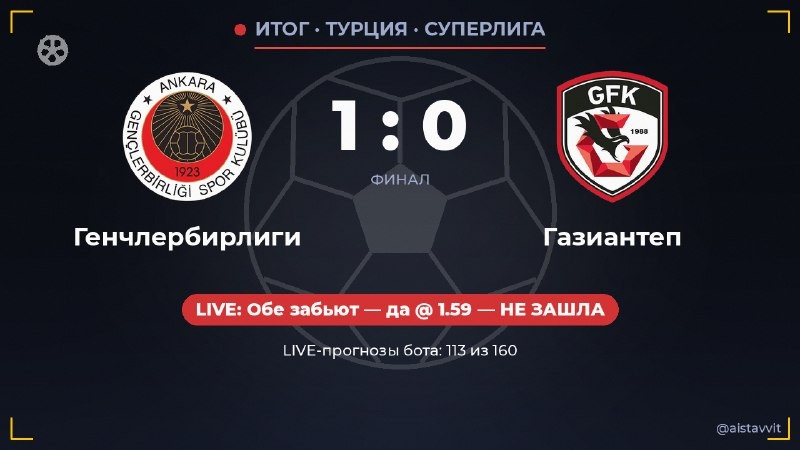 ИТОГ · ТУРЦИЯ · СУПЕРЛИГА
ANKARA
GENÇLERBİRLİĞİ SPOR KULÜBÜ
1923
1 : 0
ФИНАЛ
GFK
1988
Генчлербирлиги
Газиантеп
LIVE: Обе забьют — да @ 1.59 — НЕ ЗАШЛА
LIVE-прогнозы бота: 113 из 160
@aistavvit